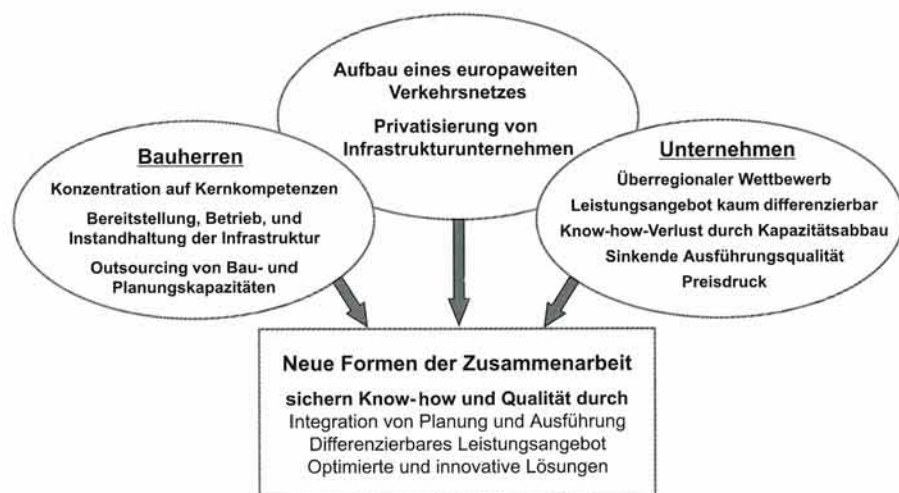 Aufbau eines europaweiten
Verkehrsnetzes
Privatisierung von
Infrastrukturunternehmen
Bauherren
Konzentration auf Kernkompetenzen
Bereitstellung, Betrieb, und
Instandhaltung der Infrastruktur
Outsourcing von Bau- und
Planungskapazitäten
Unternehmen
Überregionaler Wettbewerb
Leistungsangebot kaum differenzierbar
Know-how-Verlust durch Kapazitätsabbau
Sinkende Ausführungsqualität
Preisdruck
Neue Formen der Zusammenarbeit
sichern Know-how und Qualität durch
Integration von Planung und Ausführung
Differenzierbares Leistungsangebot
Optimierte und innovative Lösungen